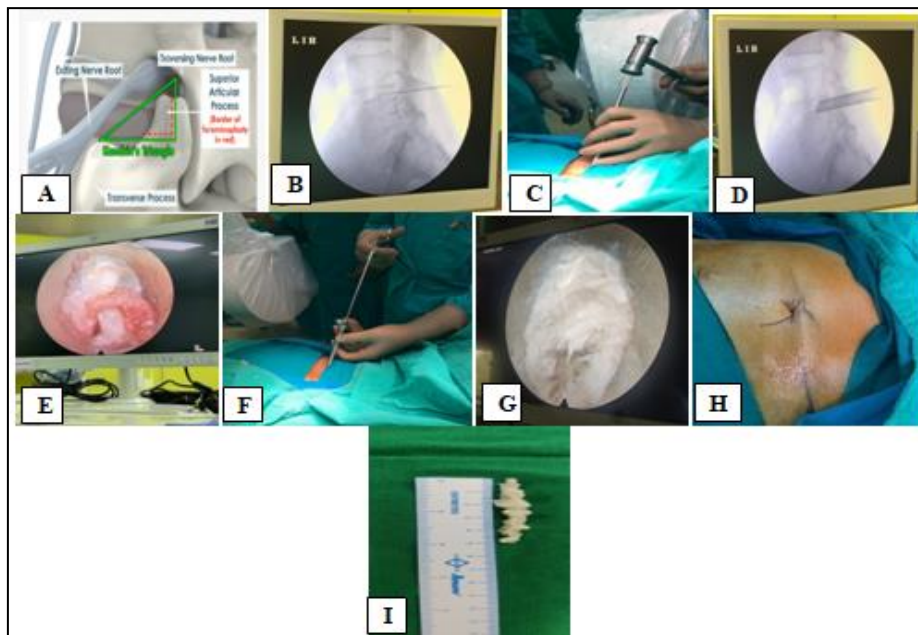 Traversing Nerve Root
Exiting Nerve Root
Superior
Articular
Process
(Border of
foraminoplasty
in red)
Kambin's Triangle
Transverse Process
A
L I H
B
C
L I H
D
E
F
G
H
I